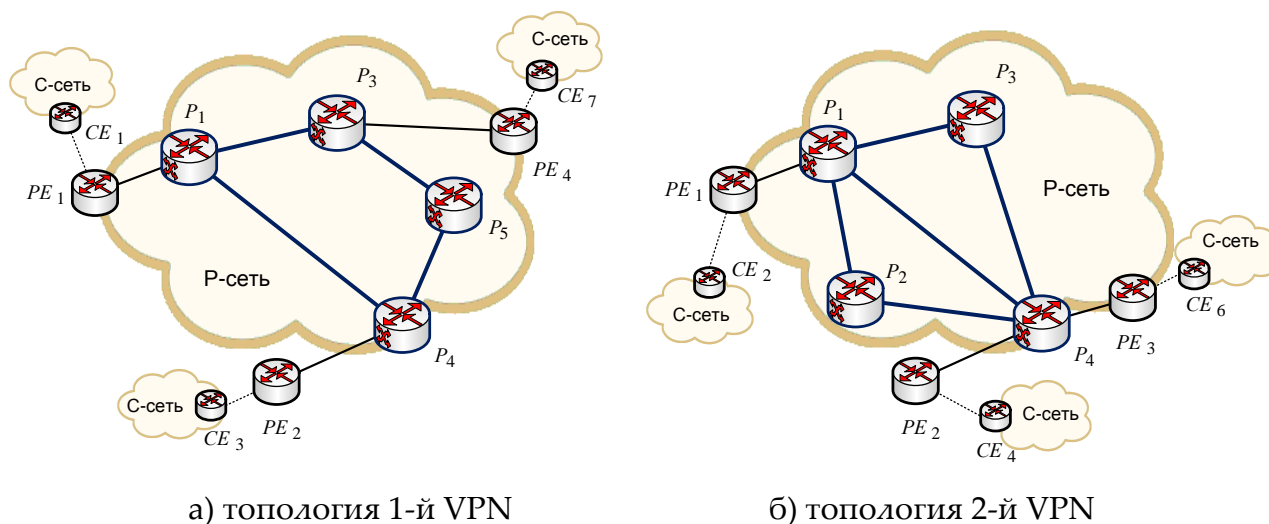 С-сеть
CE 1
PE 1
P1
P3
С-сеть
CE 7
PE 4
P5
Р-сеть
P4
С-сеть
CE 3
PE 2
а) топология 1-й VPN
P1
P3
PE 1
Р-сеть
CE 2
С-сеть
P2
С-сеть
CE 6
PE 3
P4
PE 2
С-сеть
CE 4
б) топология 2-й VPN